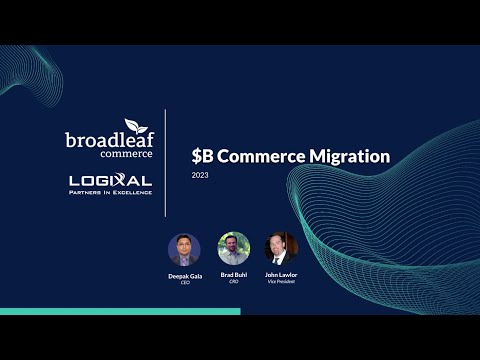 broadleaf
commerce
LOGIXAL
PARTNERS IN EXCELLENCE
$B Commerce Migration
2023
Deepak Gala
CEO
Brad Buhl
CRO
John Lawlor
Vice President